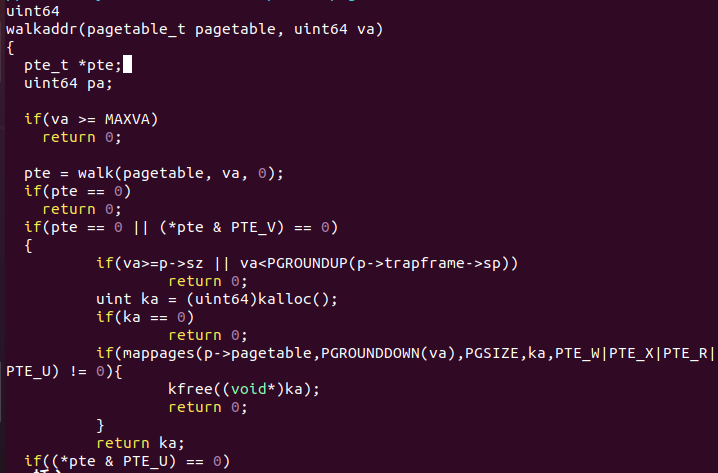 uint64
walkaddr(pagetable_t pagetable, uint64 va)
{
  pte_t *pte;
  uint64 pa;

  if(va >= MAXVA)
    return 0;

  pte = walk(pagetable, va, 0);
  if(pte == 0)
    return 0;
  if(pte == 0 || (*pte & PTE_V) == 0)
  {
          if(va>=p->sz || va<PGROUNDUP(p->trapframe->sp))
                  return 0;
          uint ka = (uint64)kalloc();
          if(ka == 0)
                  return 0;
          if(mappages(p->pagetable,PGROUNDDOWN(va),PGSIZE,ka,PTE_W|PTE_X|PTE_R|
PTE_U) != 0){
                  kfree((void*)ka);
                  return 0;
          }
          return ka;
  if((*pte & PTE_U) == 0)